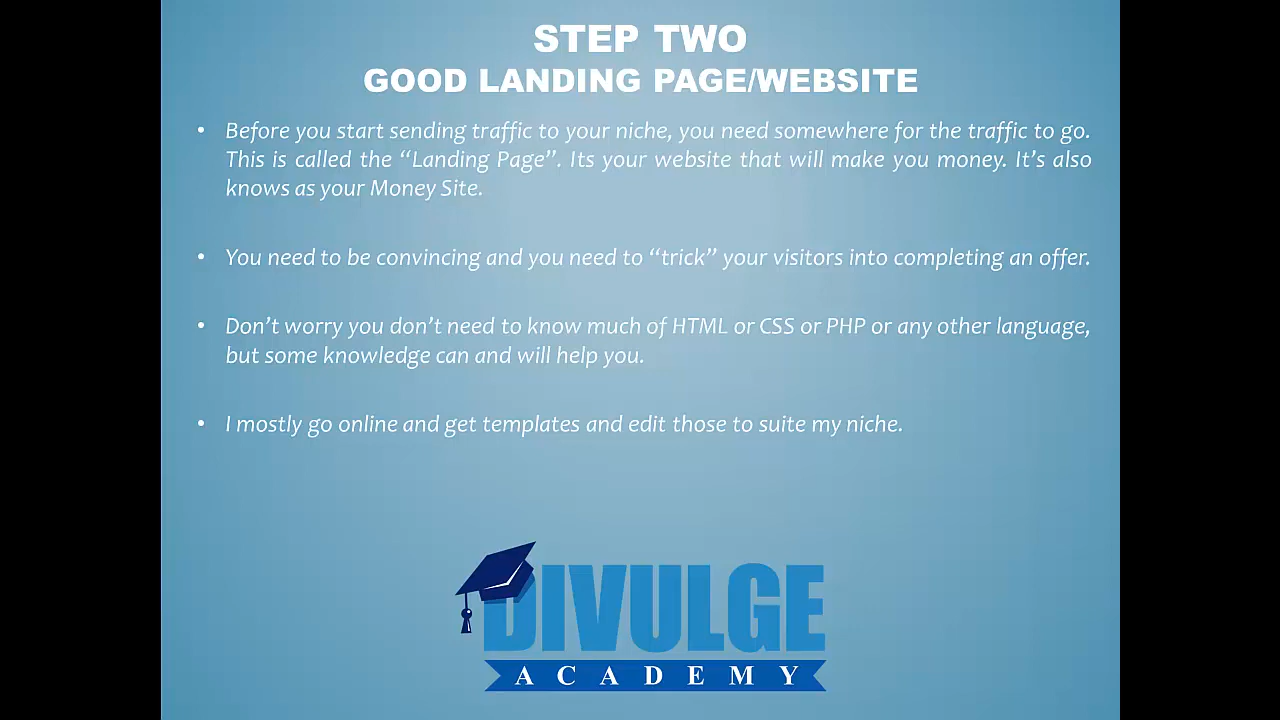 STEP TWO
GOOD LANDING PAGE/WEBSITE
• Before you start sending traffic to your niche, you need somewhere for the traffic to go.
This is called the “Landing Page”. Its your website that will make you money. It’s also
knows as your Money Site.
• You need to be convincing and you need to “trick” your visitors into completing an offer.
• Don’t worry you don’t need to know much of HTML or CSS or PHP or any other language,
but some knowledge can and will help you.
• I mostly go online and get templates and edit those to suite my niche.
DIVULGE
ACADEMY